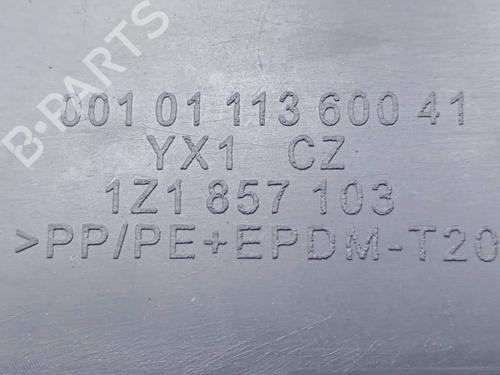 B-PARTS
001 01 113 600 41
YX1 CZ
1Z1 857 103
>PP/PE+EPDM-T20